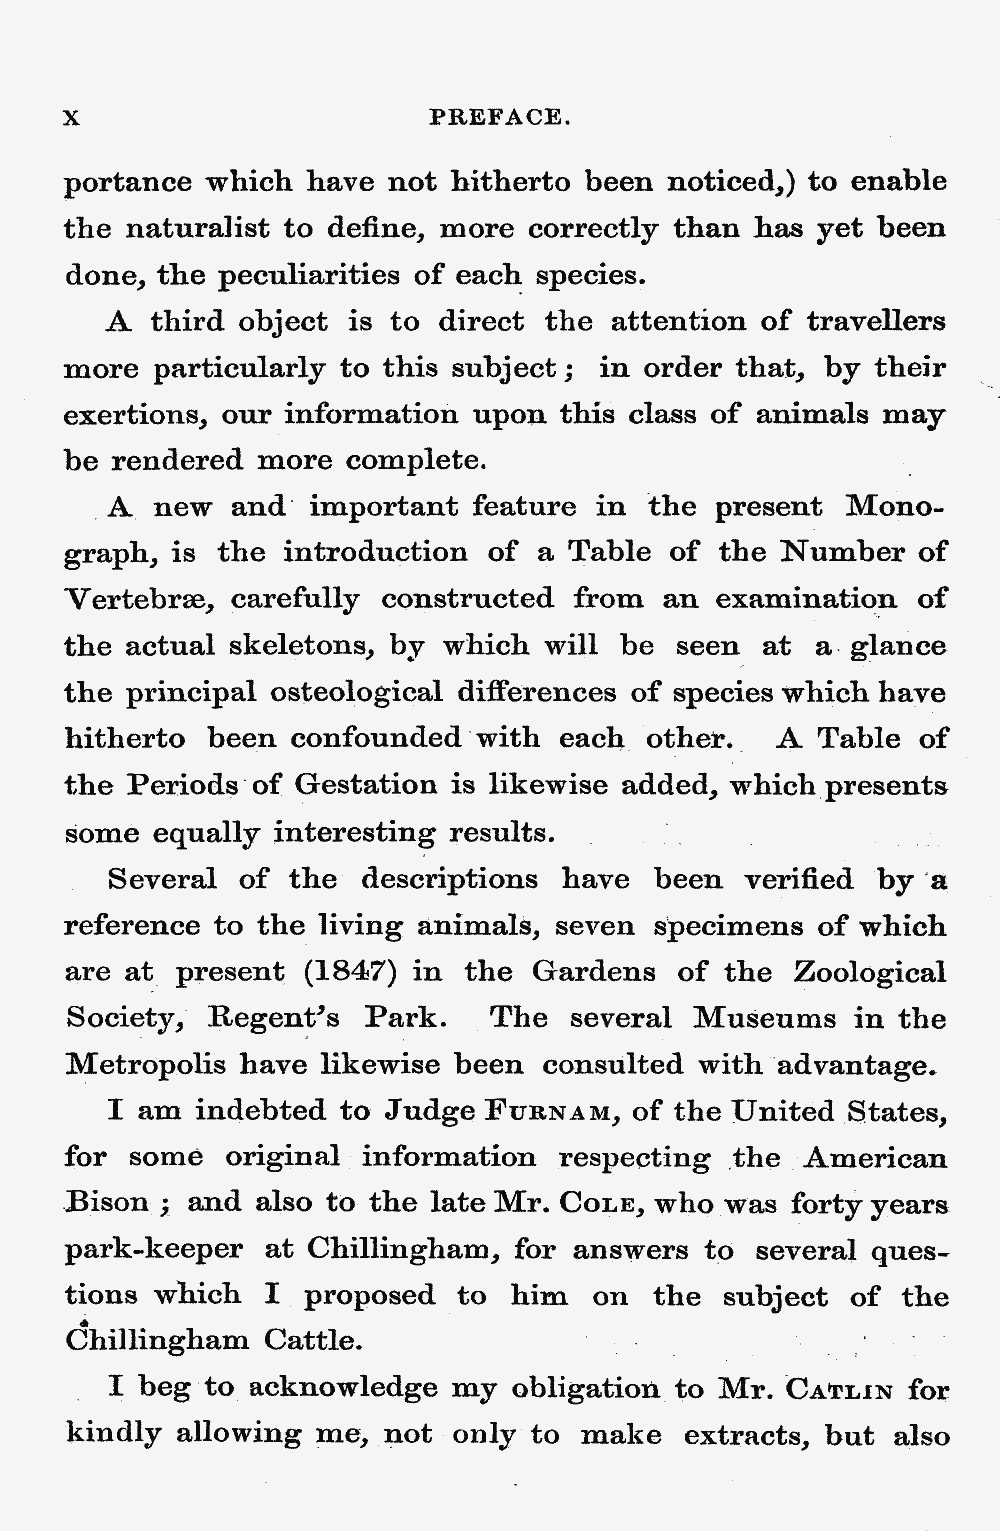 X PREFACE.
portance which have not hitherto been noticed,) to enable
the naturalist to define, more correctly than has yet been
done, the peculiarities of each species.
A third object is to direct the attention of travellers
more particularly to this subject; in order that, by their
exertions, our information upon this class of animals may
be rendered more complete.
A new and important feature in the present Mono-
graph, is the introduction of a Table of the Number of
Vertebræ, carefully constructed from an examination of
the actual skeletons, by which will be seen at a glance
the principal osteological differences of species which have
hitherto been confounded with each other. A Table of
the Periods of Gestation is likewise added, which presents
some equally interesting results.
Several of the descriptions have been verified by a
reference to the living animals, seven specimens of which
are at present (1847) in the Gardens of the Zoological
Society, Regent's Park. The several Museums in the
Metropolis have likewise been consulted with advantage.
I am indebted to Judge FURNAM, of the United States,
for some original information respecting the American
Bison; and also to the late Mr. COLE, who was forty years
park-keeper at Chillingham, for answers to several ques-
tions which I proposed to him on the subject of the
Chillingham Cattle.
I beg to acknowledge my obligation to Mr. CATLIN for
kindly allowing me, not only to make extracts, but also